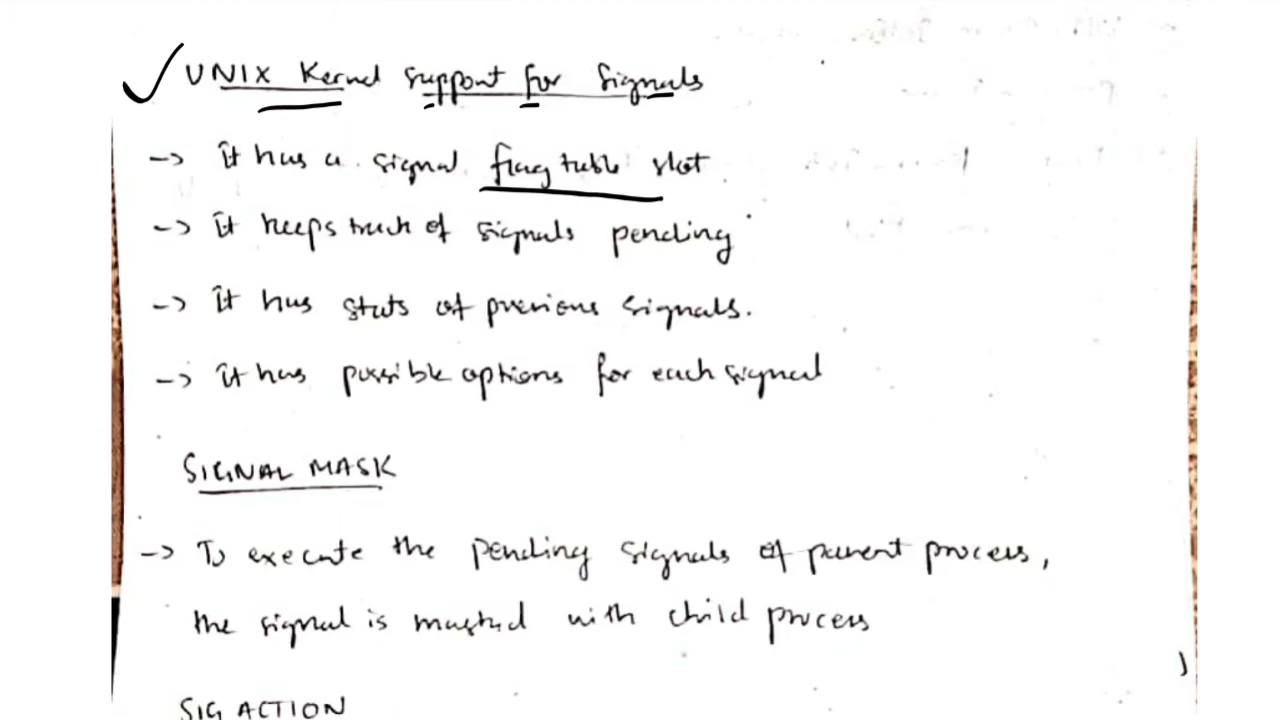 UNIX Kernel support for Signals
-> it has a signal flag table slot
-> it keeps track of signals pending
-> it has stats of previous signals.
-> it has possible options for each signal
SIGNAL MASK
-> To execute the pending signals of parent process,
the signal is masked with child process
SIG ACTION